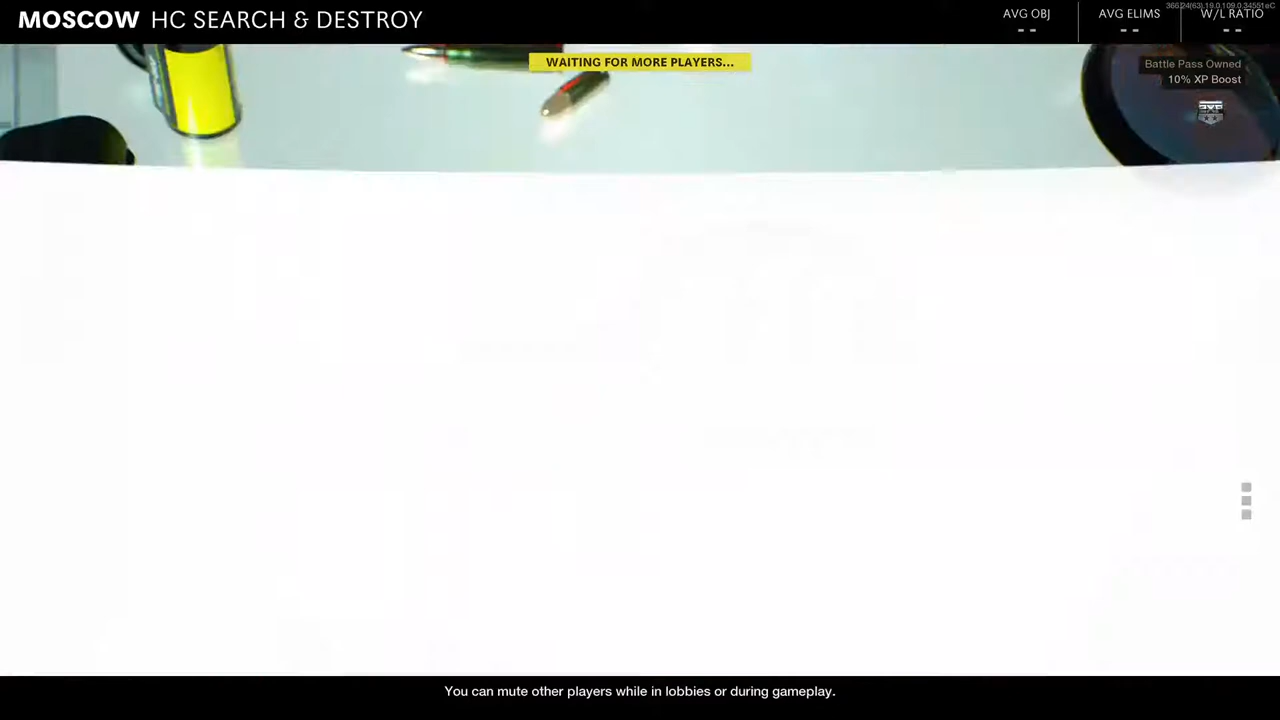 MOSCOW HC SEARCH & DESTROY
AVG OBJ
--
AVG ELIMS
--
W/L RATIO
--
WAITING FOR MORE PLAYERS...
Battle Pass Owned
10% XP Boost
You can mute other players while in lobbies or during gameplay.